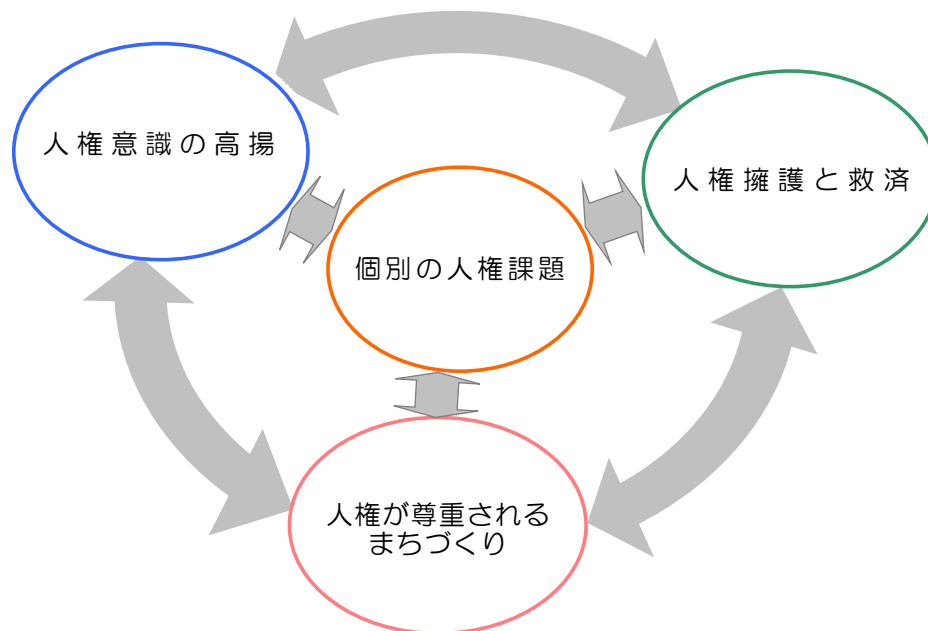 人権意識の高揚
人権擁護と救済
個別の人権課題
人権が尊重される
まちづくり